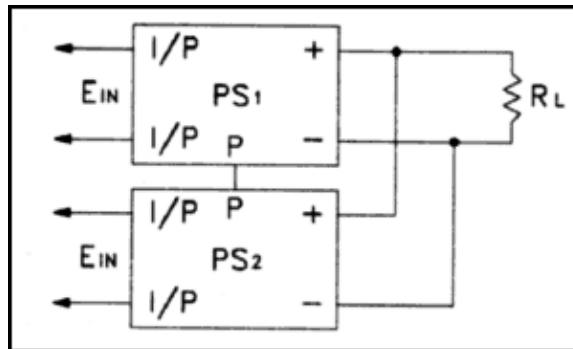 I/P +
EIN PS1 RL
I/P P −
I/P P +
EIN PS2
I/P −